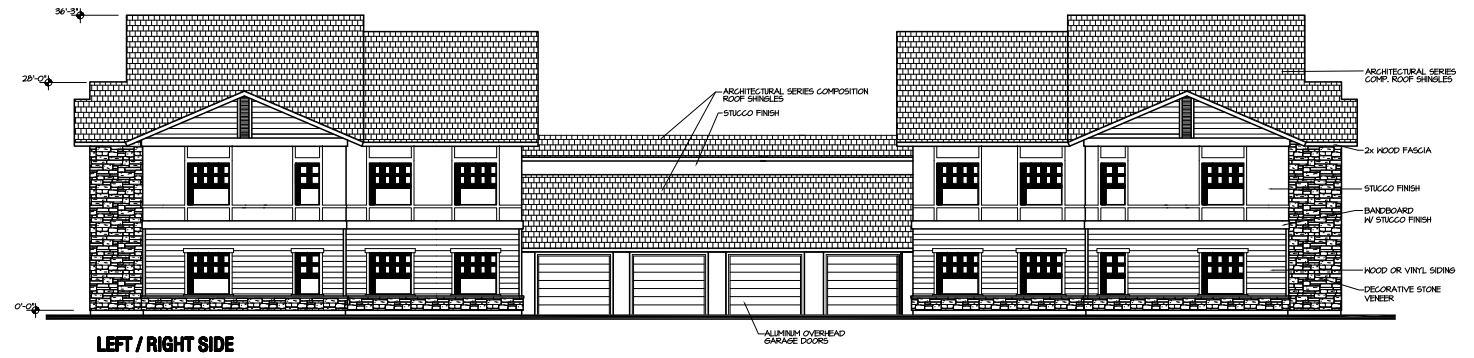 36'-3"
28'-0"
ARCHITECTURAL SERIES COMPOSITION
ROOF SHINGLES
STUCCO FINISH
ARCHITECTURAL SERIES
COMP. ROOF SHINGLES
2x WOOD FASCIA
STUCCO FINISH
BANDBOARD
W/ STUCCO FINISH
WOOD OR VINYL SIDING
DECORATIVE STONE
VENEER
0'-0"
ALUMINUM OVERHEAD
GARAGE DOORS
LEFT / RIGHT SIDE